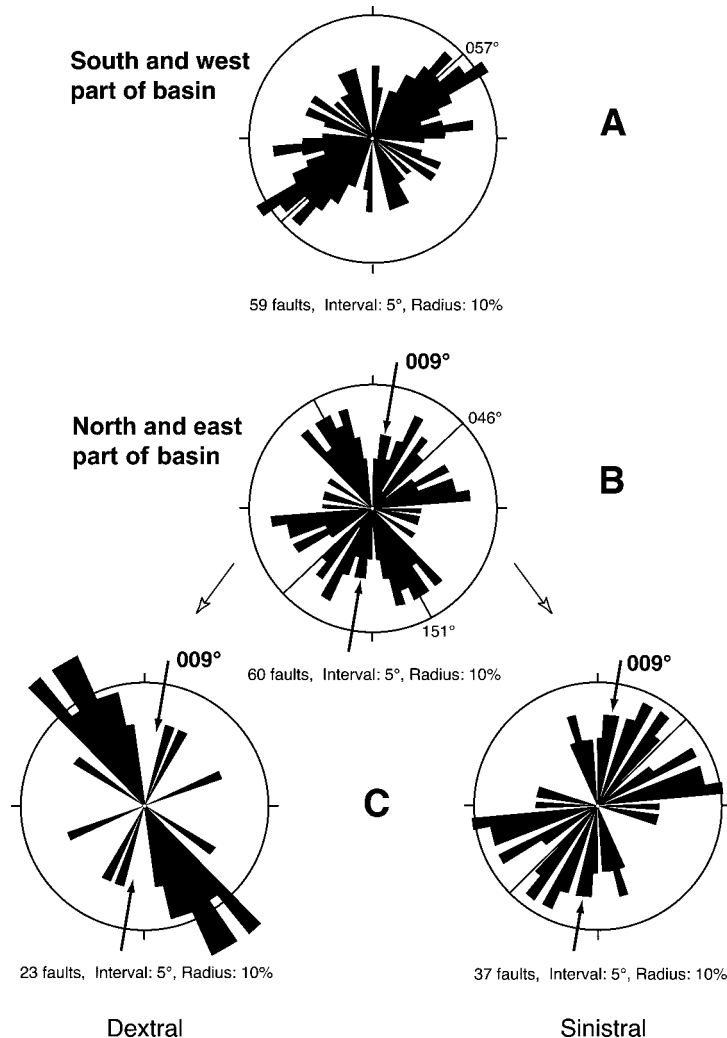 South and west
part of basin
057°
A
59 faults, Interval: 5°, Radius: 10%
009°
North and east
part of basin
046°
B
151°
60 faults, Interval: 5°, Radius: 10%
009°
009°
C
23 faults, Interval: 5°, Radius: 10%
37 faults, Interval: 5°, Radius: 10%
Dextral
Sinistral